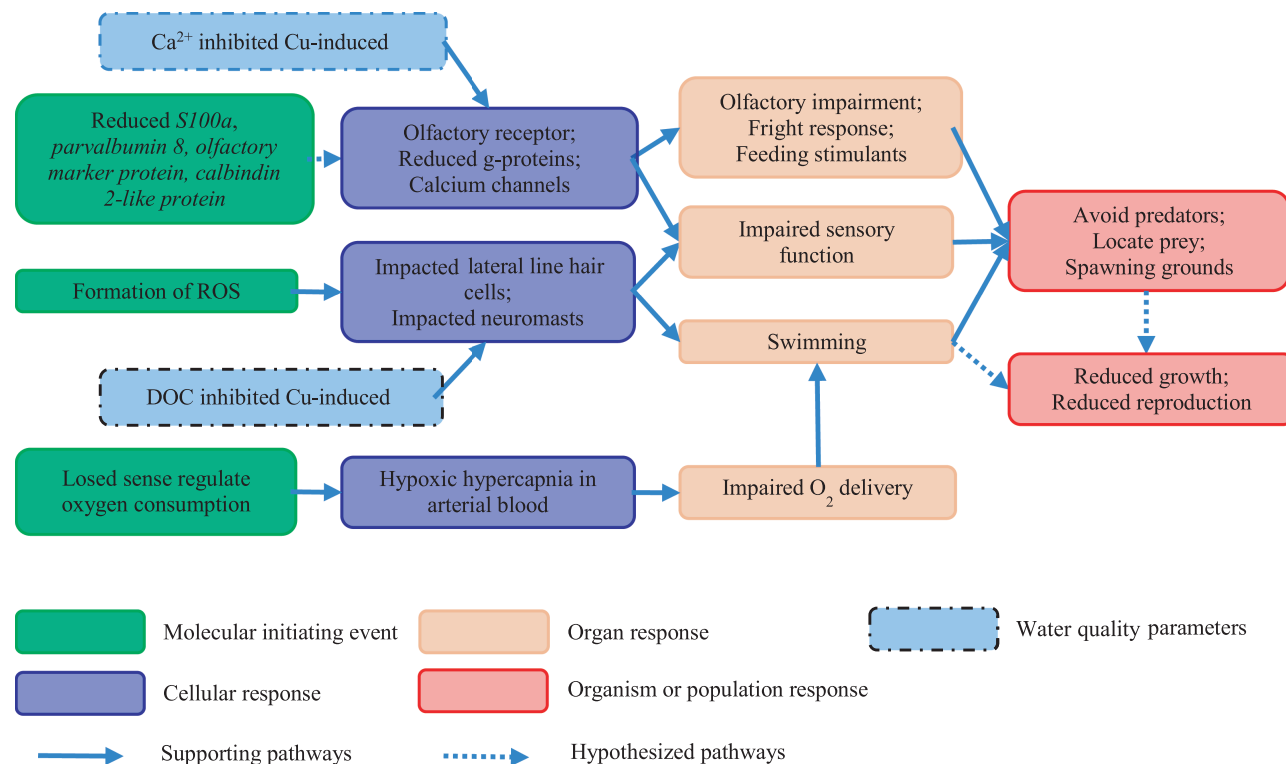 Ca²⁺ inhibited Cu-induced
Reduced S100a,
parvalbumin 8, olfactory
marker protein, calbindin
2-like protein
Olfactory receptor;
Reduced g-proteins;
Calcium channels
Olfactory impairment;
Fright response;
Feeding stimulants
Impaired sensory
function
Avoid predators;
Locate prey;
Spawning grounds
Formation of ROS
Impacted lateral line hair
cells;
Impacted neuromasts
Swimming
Reduced growth;
Reduced reproduction
DOC inhibited Cu-induced
Losed sense regulate
oxygen consumption
Hypoxic hypercapnia in
arterial blood
Impaired O₂ delivery
Molecular initiating event
Organ response
Water quality parameters
Cellular response
Organism or population response
Supporting pathways
Hypothesized pathways